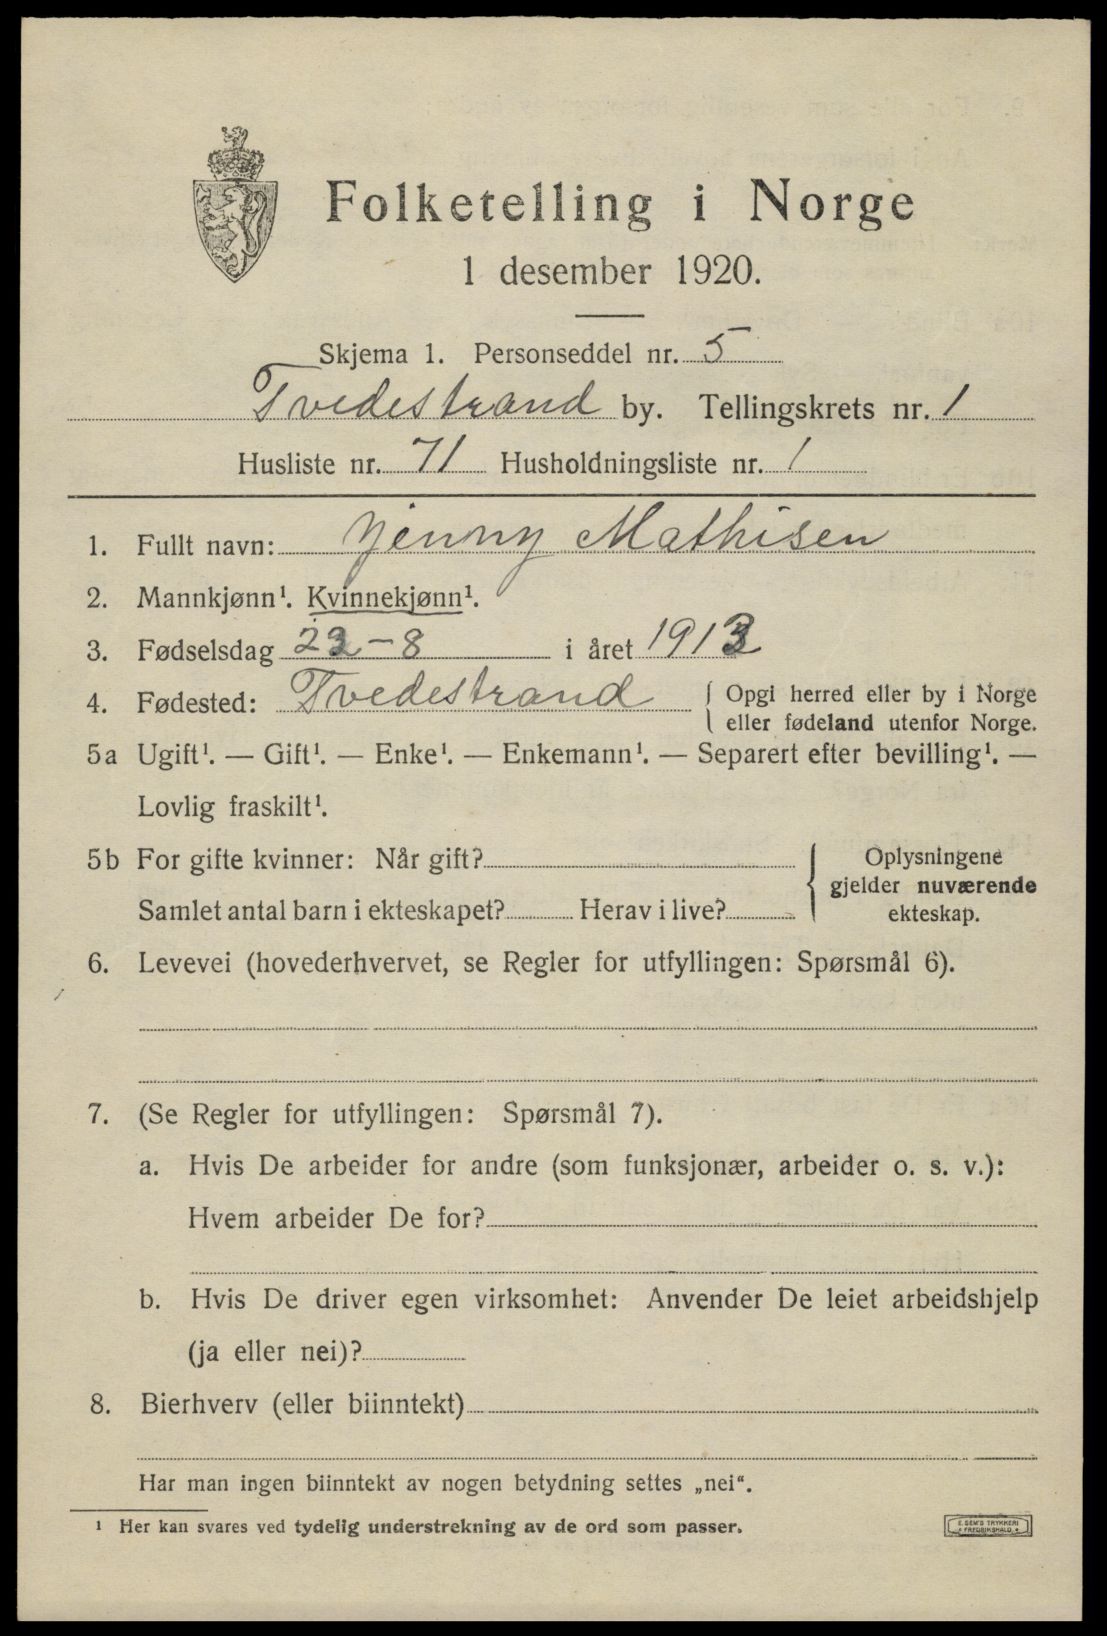 Folketelling i Norge
1 desember 1920.
Skjema 1. Personseddel nr. 5
Tvedestrand by. Tellingskrets nr. 1
Husliste nr. 71 Husholdningsliste nr. 1
1. Fullt navn: Jenny Mathisen
2. Mannkjønn¹. Kvinnekjønn¹.
3. Fødselsdag 23-8 i året 1913
4. Fødested: Tvedestrand { Opgi herred eller by i Norge
eller fødeland utenfor Norge.
5a Ugift¹. — Gift¹. — Enke¹. — Enkemann¹. — Separert efter bevilling¹. —
Lovlig fraskilt¹.
5b For gifte kvinner: Når gift?
Samlet antal barn i ekteskapet? Herav i live?
{ Oplysningene
gjelder nuværende
ekteskap.
6. Levevei (hovederhvervet, se Regler for utfyllingen: Spørsmål 6).
7. (Se Regler for utfyllingen: Spørsmål 7).
a. Hvis De arbeider for andre (som funksjonær, arbeider o. s. v.):
Hvem arbeider De for?
b. Hvis De driver egen virksomhet: Anvender De leiet arbeidshjelp
(ja eller nei)?
8. Bierhverv (eller biinntekt)
Har man ingen biinntekt av nogen betydning settes „nei".
¹ Her kan svares ved tydelig understrekning av de ord som passer.
E. SEM'S TRYKKERI
FREDRIKSHALD.